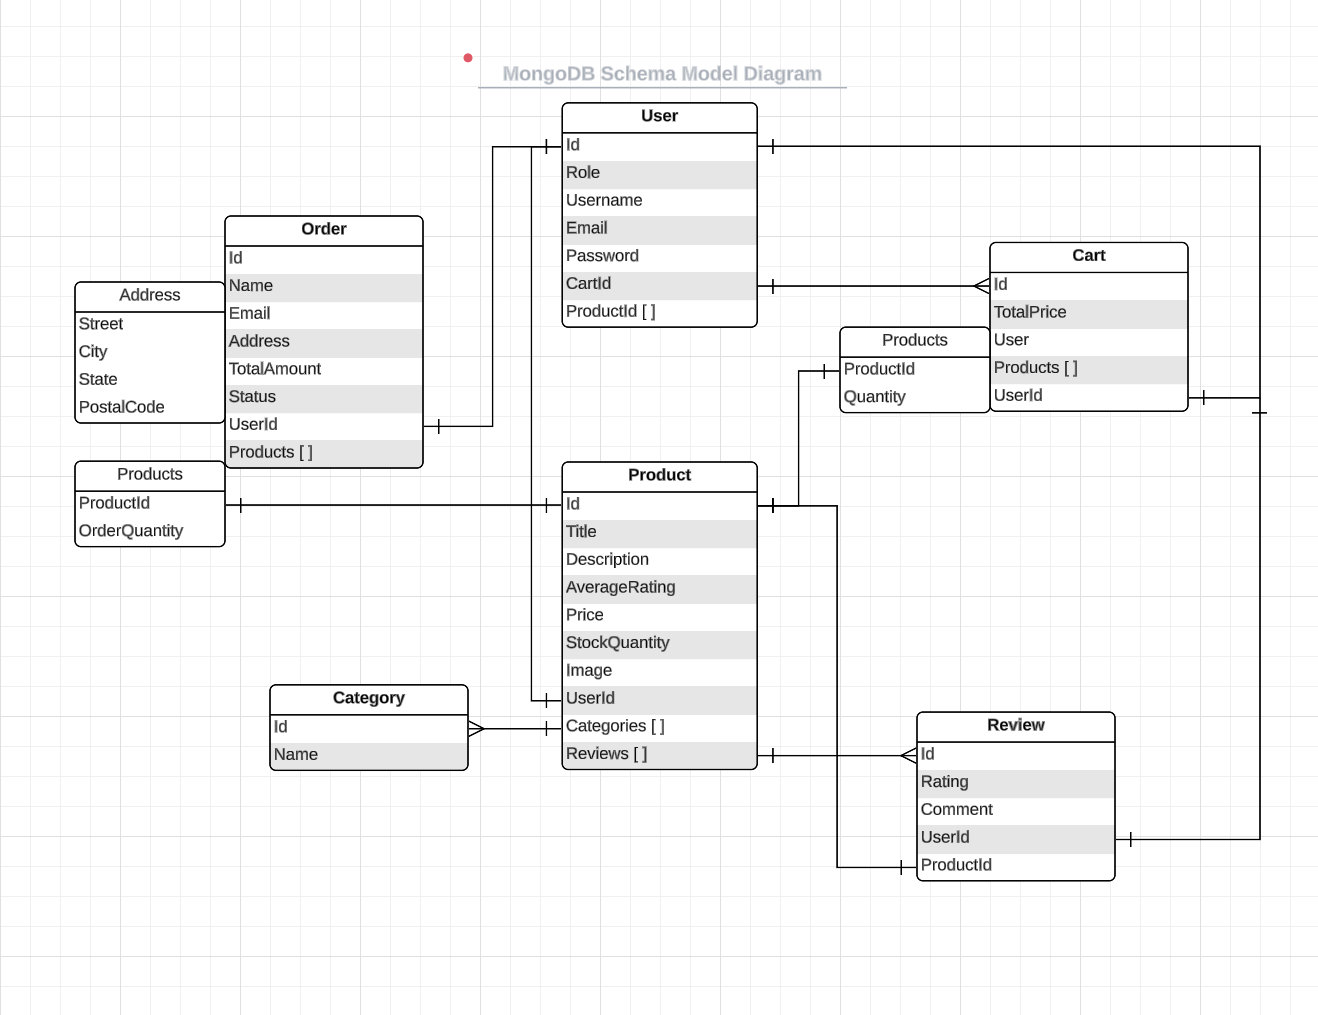 MongoDB Schema Model Diagram
User
Id
Role
Username
Email
Password
CartId
ProductId [ ]
Order
Id
Name
Email
Address
TotalAmount
Status
UserId
Products [ ]
Address
Street
City
State
PostalCode
Products
ProductId
OrderQuantity
Cart
Id
TotalPrice
User
Products [ ]
UserId
Products
ProductId
Quantity
Product
Id
Title
Description
AverageRating
Price
StockQuantity
Image
UserId
Categories [ ]
Reviews [ ]
Category
Id
Name
Review
Id
Rating
Comment
UserId
ProductId